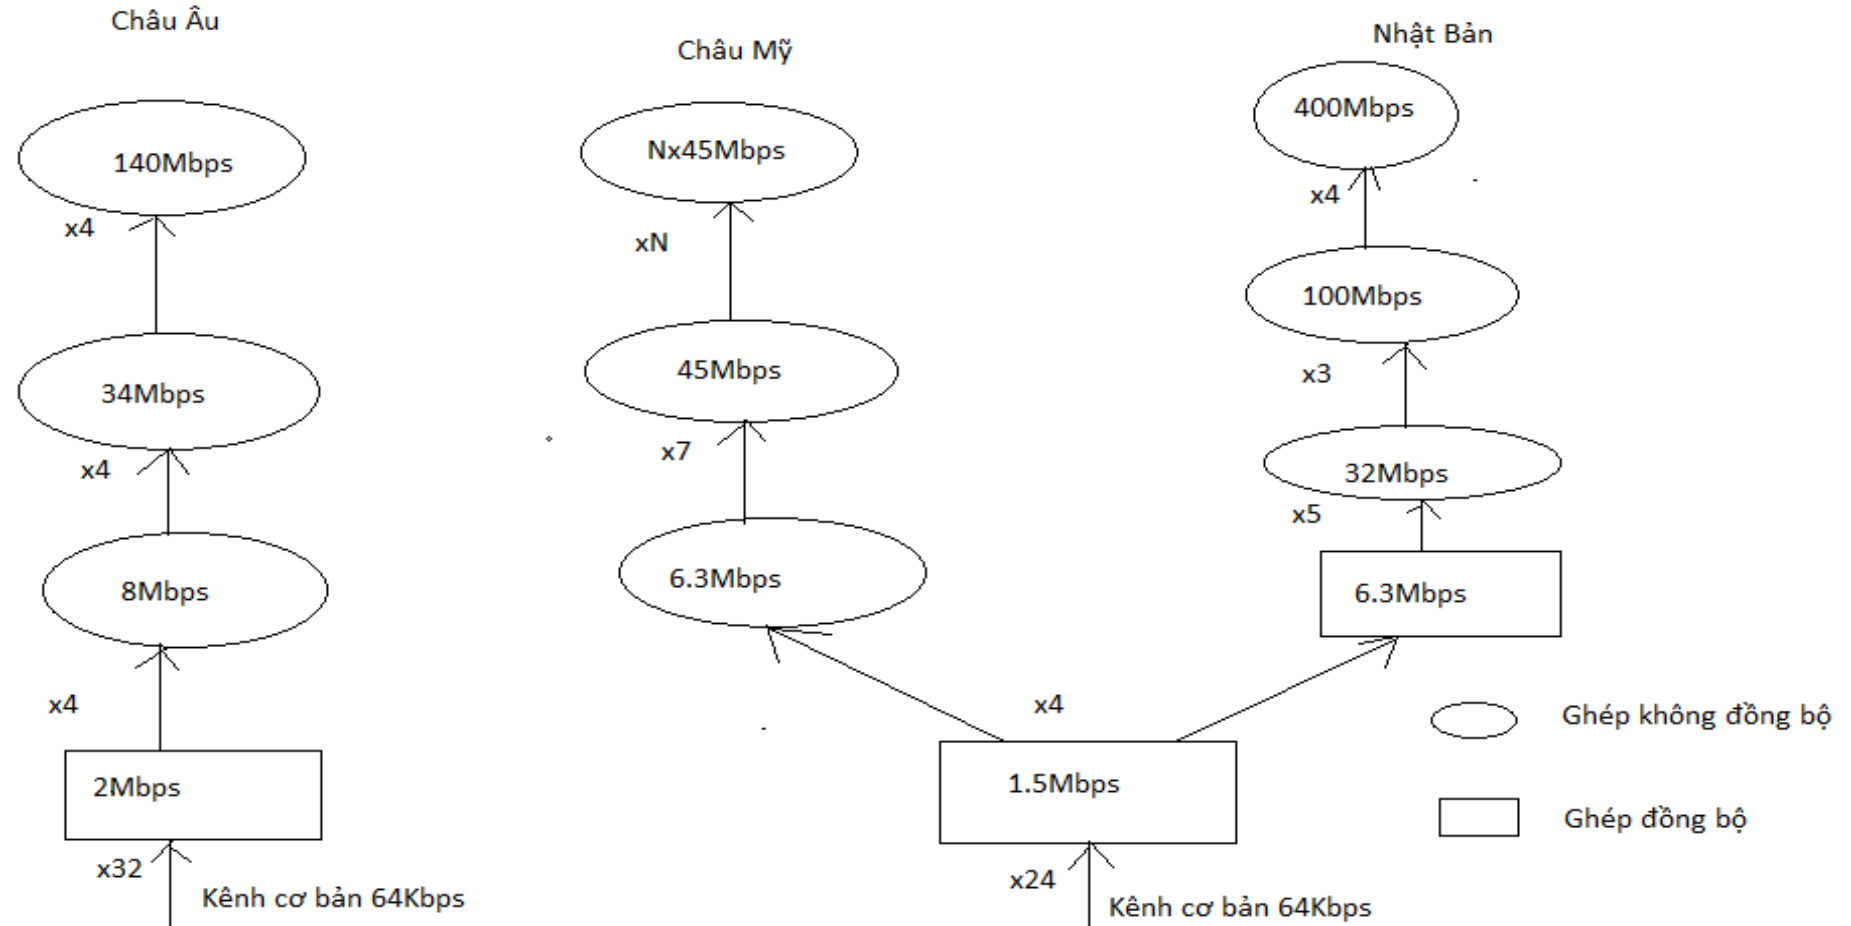 Châu Âu
140Mbps
x4
34Mbps
x4
8Mbps
x4
2Mbps
x32
Kênh cơ bản 64Kbps
Châu Mỹ
Nx45Mbps
xN
45Mbps
x7
6.3Mbps
x4
1.5Mbps
x24
Kênh cơ bản 64Kbps
Nhật Bản
400Mbps
x4
100Mbps
x3
32Mbps
x5
6.3Mbps
Ghép không đồng bộ
Ghép đồng bộ